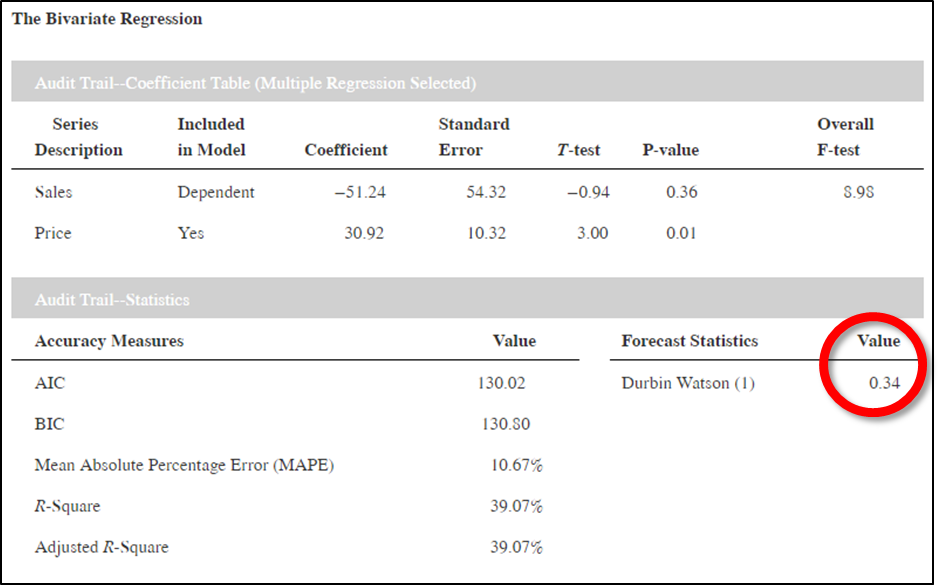 The Bivariate Regression
Audit Trail--Coefficient Table (Multiple Regression Selected)
Series Included Standard Overall
Description in Model Coefficient Error T-test P-value F-test
Sales Dependent −51.24 54.32 −0.94 0.36 8.98
Price Yes 30.92 10.32 3.00 0.01
Audit Trail--Statistics
Accuracy Measures Value Forecast Statistics Value
AIC 130.02 Durbin Watson (1) 0.34
BIC 130.80
Mean Absolute Percentage Error (MAPE) 10.67%
R-Square 39.07%
Adjusted R-Square 39.07%